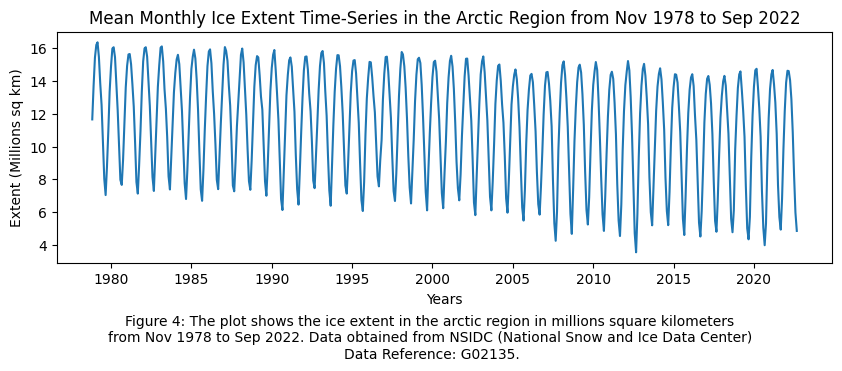 Mean Monthly Ice Extent Time-Series in the Arctic Region from Nov 1978 to Sep 2022
Extent (Millions sq km)
16
14
12
10
8
6
4
1980 1985 1990 1995 2000 2005 2010 2015 2020
Years
Figure 4: The plot shows the ice extent in the arctic region in millions square kilometers
from Nov 1978 to Sep 2022. Data obtained from NSIDC (National Snow and Ice Data Center)
Data Reference: G02135.